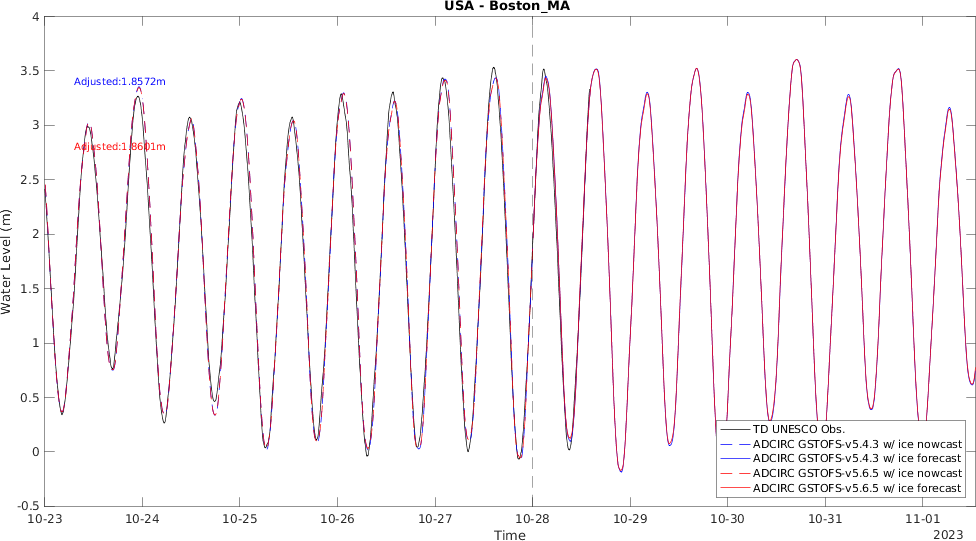 USA - Boston_MA
4
3.5
3
2.5
2
1.5
1
0.5
0
-0.5
Water Level (m)
Adjusted:1.8572m
Adjusted:1.8601m
TD UNESCO Obs.
ADCIRC GSTOFS-v5.4.3 w/ ice nowcast
ADCIRC GSTOFS-v5.4.3 w/ ice forecast
ADCIRC GSTOFS-v5.6.5 w/ ice nowcast
ADCIRC GSTOFS-v5.6.5 w/ ice forecast
10-23 10-24 10-25 10-26 10-27 10-28 10-29 10-30 10-31 11-01
Time
2023